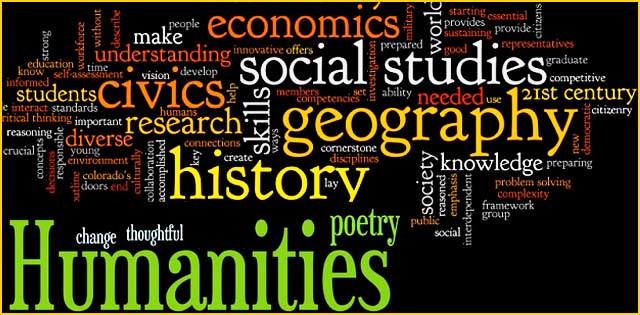 economics
people
make
without
describe
workforce
strong
understanding
education
know
time
informed
self-assessment
vision
develop
innovative offers
prepared
military
investigation
world
starting essential
provides
sustaining
provide
citizens
good
representatives
social studies
graduate
competitive
students
civics
help
members
competencies
set
ability
needed
use
21st century
interact
standards
humans
critical thinking
important
research
skills
ways
geography
citizenry
new
democratic
reasoning
diverse
connections
crucial
concepts
decisions
responsible
young
environment
culturally
collaboration
accomplished
key
create
cornerstone
disciplines
colorado's
doors
end
history
lay
society
reasoned
public
emphasis
social
interdependent
knowledge
preparing
problem solving
complexity
framework
group
change
thoughtful
poetry
Humanities